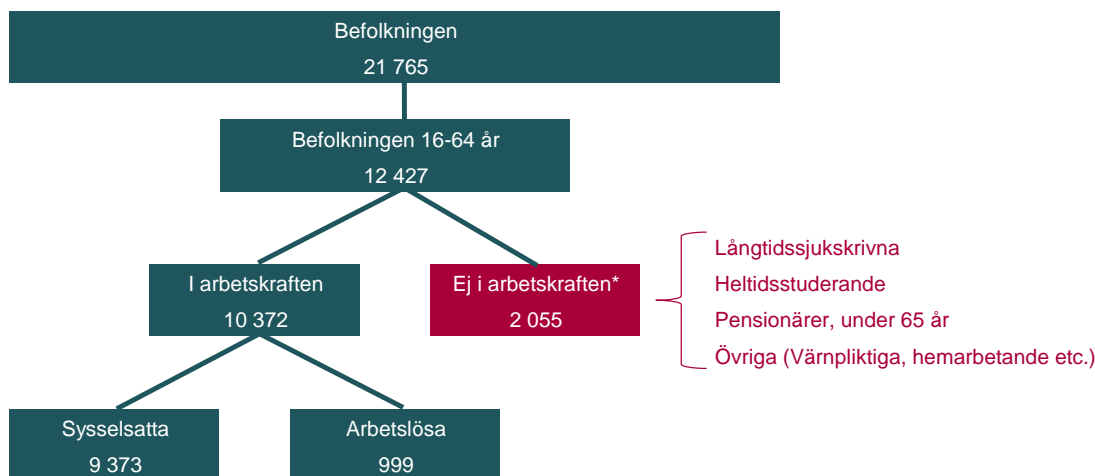 Befolkningen
21 765
Befolkningen 16-64 år
12 427
I arbetskraften
10 372
Ej i arbetskraften*
2 055
Långtidssjukskrivna
Heltidsstuderande
Pensionärer, under 65 år
Övriga (Värnpliktiga, hemarbetande etc.)
Sysselsatta
9 373
Arbetslösa
999